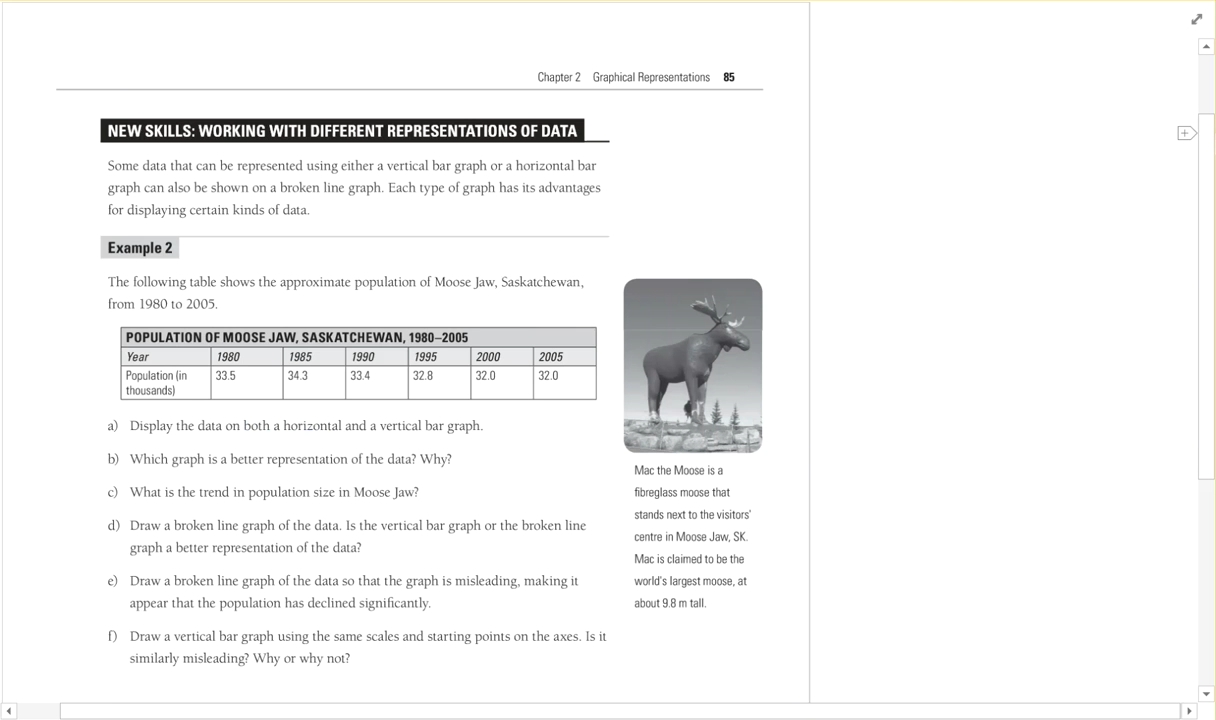 Chapter 2 Graphical Representations 85
NEW SKILLS: WORKING WITH DIFFERENT REPRESENTATIONS OF DATA
Some data that can be represented using either a vertical bar graph or a horizontal bar
graph can also be shown on a broken line graph. Each type of graph has its advantages
for displaying certain kinds of data.
Example 2
The following table shows the approximate population of Moose Jaw, Saskatchewan,
from 1980 to 2005.
POPULATION OF MOOSE JAW, SASKATCHEWAN, 1980–2005
Year 1980 1985 1990 1995 2000 2005
Population (in 33.5 34.3 33.4 32.8 32.0 32.0
thousands)
a) Display the data on both a horizontal and a vertical bar graph.
b) Which graph is a better representation of the data? Why?
c) What is the trend in population size in Moose Jaw?
d) Draw a broken line graph of the data. Is the vertical bar graph or the broken line
graph a better representation of the data?
e) Draw a broken line graph of the data so that the graph is misleading, making it
appear that the population has declined significantly.
f) Draw a vertical bar graph using the same scales and starting points on the axes. Is it
similarly misleading? Why or why not?
Mac the Moose is a
fibreglass moose that
stands next to the visitors'
centre in Moose Jaw, SK.
Mac is claimed to be the
world's largest moose, at
about 9.8 m tall.